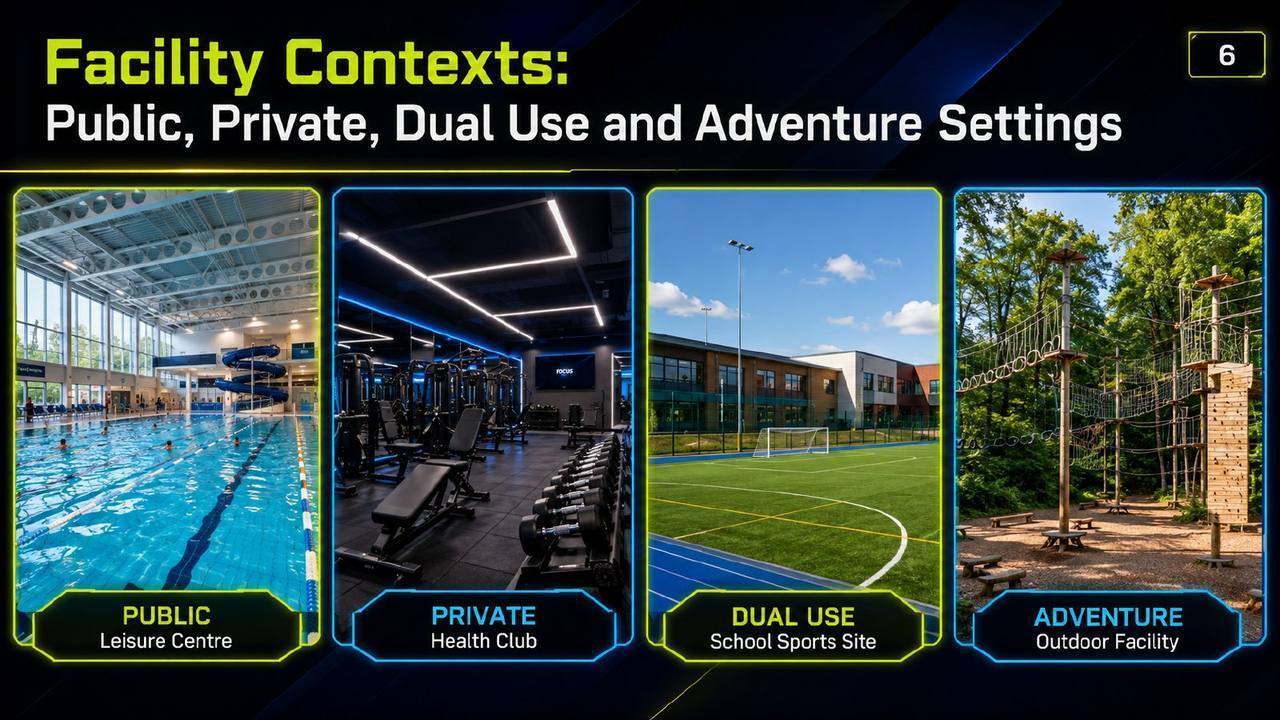 Facility Contexts:
Public, Private, Dual Use and Adventure Settings
6
FOCUS
PUBLIC
Leisure Centre
PRIVATE
Health Club
DUAL USE
School Sports Site
ADVENTURE
Outdoor Facility